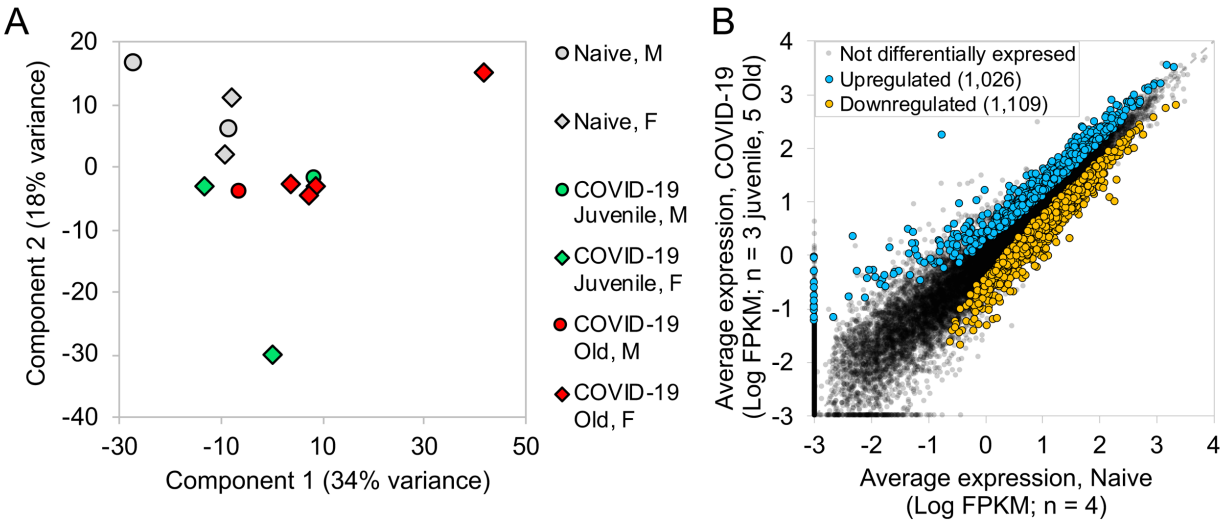 A
20
10
0
-10
-20
-30
-40
-30
-10
10
30
50
Component 2 (18% variance)
Component 1 (34% variance)
Naive, M
Naive, F
COVID-19
Juvenile, M
COVID-19
Juvenile, F
COVID-19
Old, M
COVID-19
Old, F
B
Not differentially expresed
Upregulated (1,026)
Downregulated (1,109)
4
3
2
1
0
-1
-2
-3
-3
-2
-1
0
1
2
3
4
Average expression, COVID-19
(Log FPKM; n = 3 juvenile, 5 Old)
Average expression, Naive
(Log FPKM; n = 4)